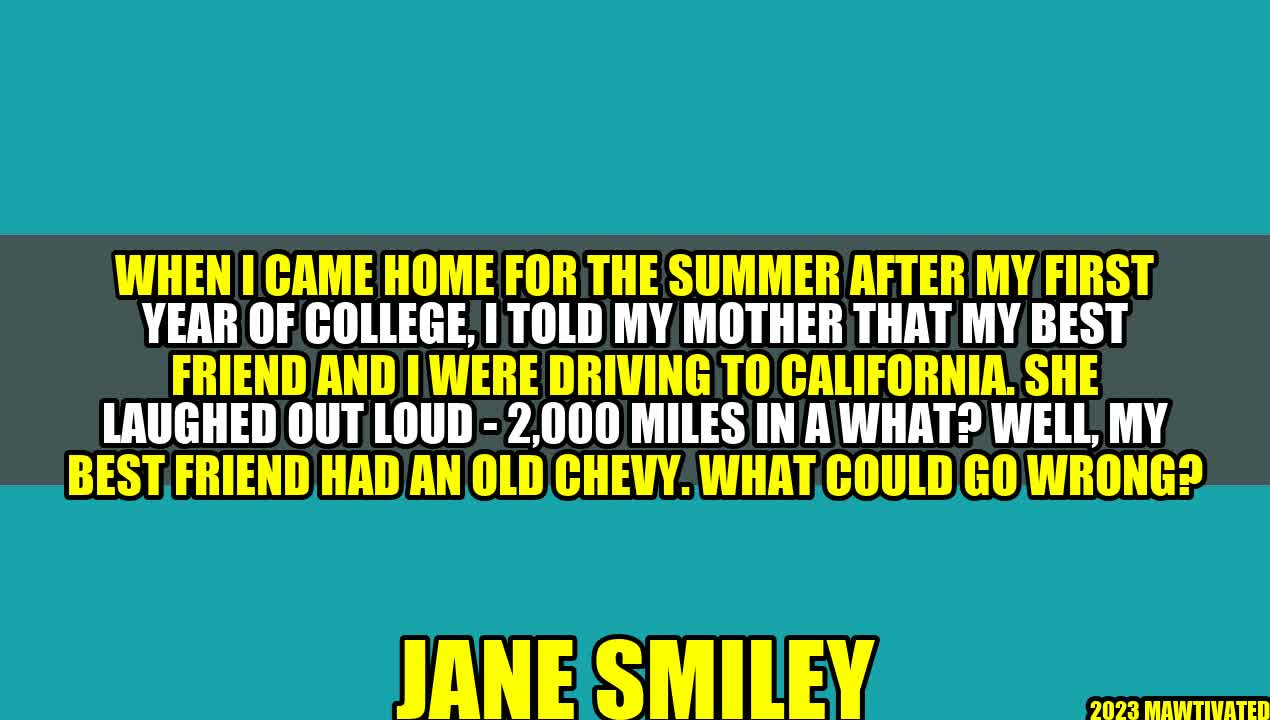 WHEN I CAME HOME FOR THE SUMMER AFTER MY FIRST
YEAR OF COLLEGE, I TOLD MY MOTHER THAT MY BEST
FRIEND AND I WERE DRIVING TO CALIFORNIA. SHE
LAUGHED OUT LOUD - 2,000 MILES IN A WHAT? WELL, MY
BEST FRIEND HAD AN OLD CHEVY. WHAT COULD GO WRONG?
JANE SMILEY
2023 MAWTIVATED